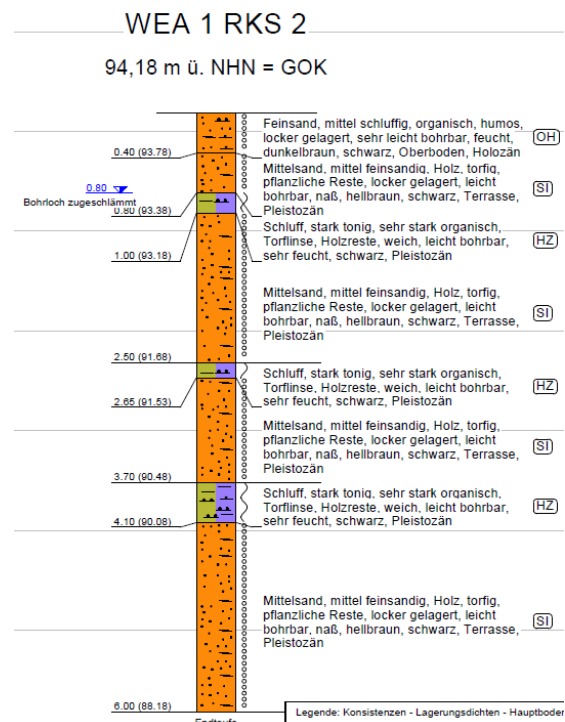 WEA 1 RKS 2
94,18 m ü. NHN = GOK
Feinsand, mittel schluffig, organisch, humos,
locker gelagert, sehr leicht bohrbar, feucht,
dunkelbraun, schwarz, Oberboden, Holozän
OH
0.40 (93.78)
Mittelsand, mittel feinsandig, Holz, torfig,
pflanzliche Reste, locker gelagert, leicht
bohrbar, naß, hellbraun, schwarz, Terrasse,
Pleistozän
SI
0.80
Bohrloch zugeschlämmt
0.80 (93.38)
Schluff, stark tonig, sehr stark organisch,
Torflinse, Holzreste, weich, leicht bohrbar,
sehr feucht, schwarz, Pleistozän
HZ
1.00 (93.18)
Mittelsand, mittel feinsandig, Holz, torfig,
pflanzliche Reste, locker gelagert, leicht
bohrbar, naß, hellbraun, schwarz, Terrasse,
Pleistozän
SI
2.50 (91.68)
Schluff, stark tonig, sehr stark organisch,
Torflinse, Holzreste, weich, leicht bohrbar,
sehr feucht, schwarz, Pleistozän
HZ
2.65 (91.53)
Mittelsand, mittel feinsandig, Holz, torfig,
pflanzliche Reste, locker gelagert, leicht
bohrbar, naß, hellbraun, schwarz, Terrasse,
Pleistozän
SI
3.70 (90.48)
Schluff, stark tonig, sehr stark organisch,
Torflinse, Holzreste, weich, leicht bohrbar,
sehr feucht, schwarz, Pleistozän
HZ
4.10 (90.08)
Mittelsand, mittel feinsandig, Holz, torfig,
pflanzliche Reste, locker gelagert, leicht
bohrbar, naß, hellbraun, schwarz, Terrasse,
Pleistozän
SI
6.00 (88.18)
Legende: Konsistenzen - Lagerungsdichten - Hauptboden